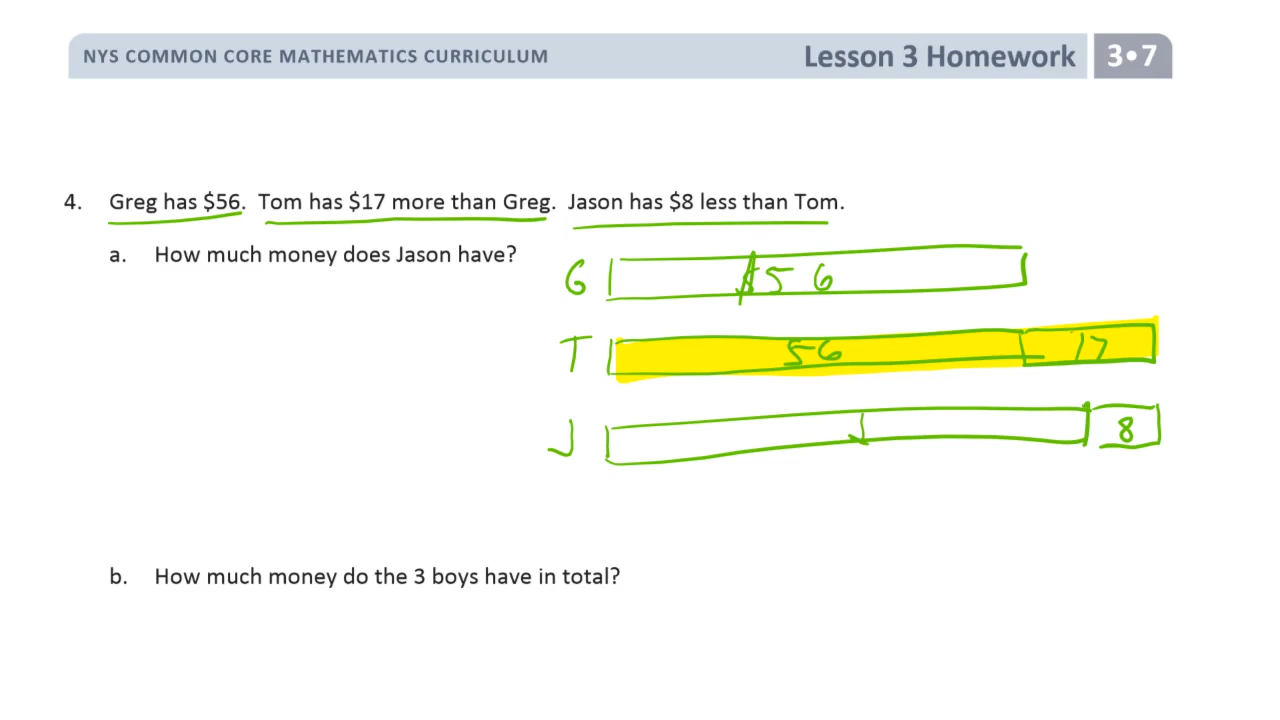 NYS COMMON CORE MATHEMATICS CURRICULUM
Lesson 3 Homework
3•7
4. Greg has $56. Tom has $17 more than Greg. Jason has $8 less than Tom.
a. How much money does Jason have?
G $56
T 56 17
J J 8
b. How much money do the 3 boys have in total?